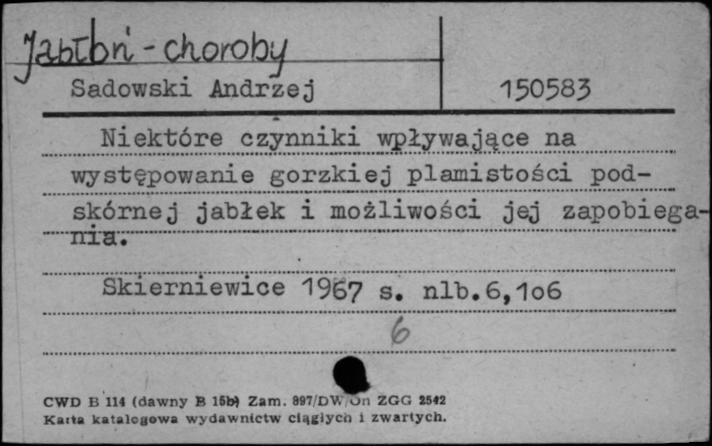 Jabłoń - choroby
Sadowski Andrzej 150583
Niektóre czynniki wpływające na
występowanie gorzkiej plamistości pod-
skórnej jabłek i możliwości jej zapobiega-
nia.
Skierniewice 1967 s. nlb.6,1o6
6
CWD B 114 (dawny B 15b) Zam. 897/DW/On ZGG 2542
Karta katalogowa wydawnictw ciągłych i zwartych.